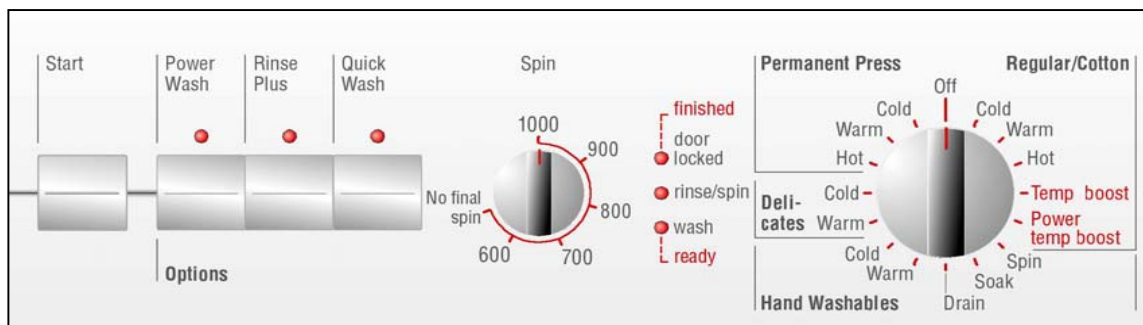 Start
Power
Wash
Rinse
Plus
Quick
Wash
Options
Spin
1000
900
800
700
600
No final
spin
finished
door
locked
rinse/spin
wash
ready
Permanent Press
Regular/Cotton
Off
Cold
Warm
Hot
Temp boost
Power
temp boost
Spin
Soak
Drain
Cold
Warm
Hot
Deli-
cates
Cold
Warm
Cold
Warm
Hand Washables